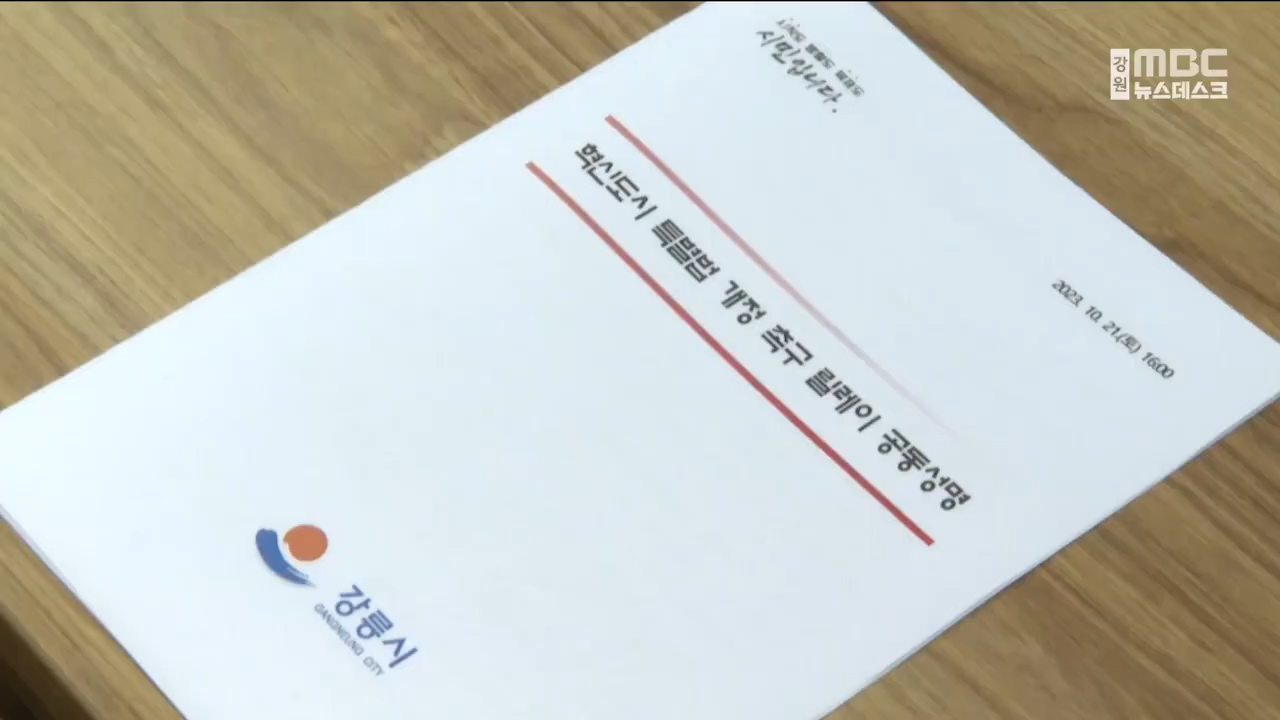 강원
MBC
뉴스데스크
시민입니다.
혁신도시 특별법 개정 촉구 릴레이 공동성명
2023. 10. 21.(토) 16:00
강릉시
GANGNEUNG CITY